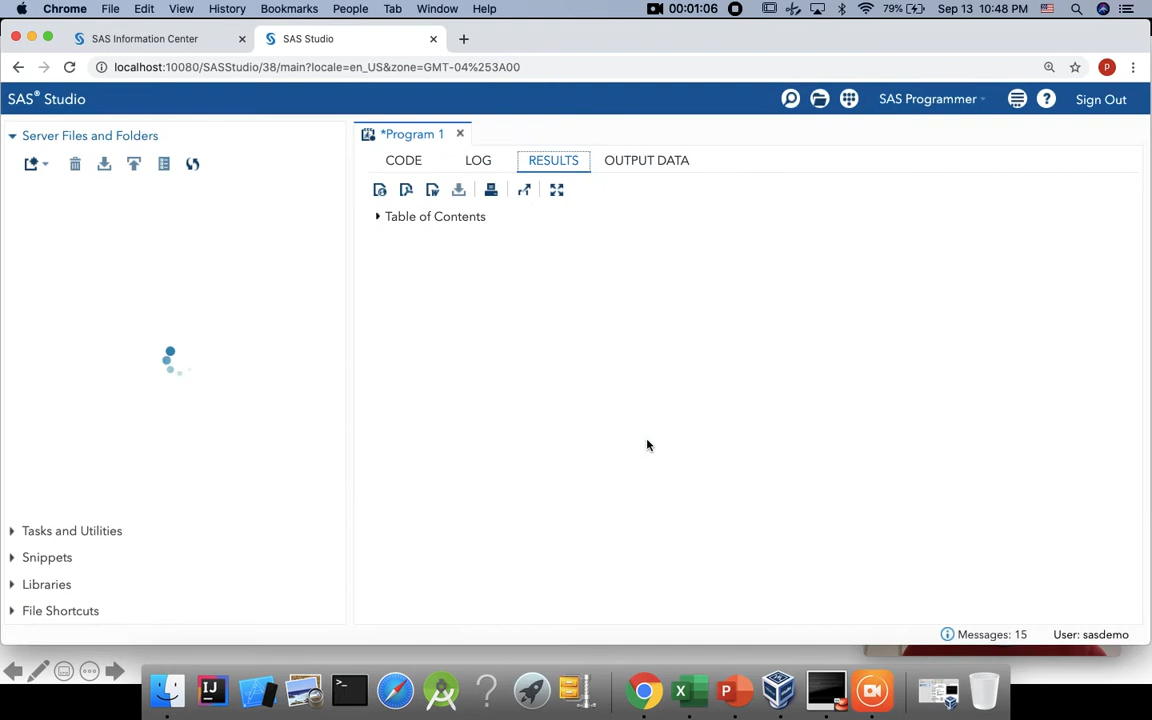 Chrome File Edit View History Bookmarks People Tab Window Help 00:01:06 79% Sep 13 10:48 PM
SAS Information Center SAS Studio
localhost:10080/SASStudio/38/main?locale=en_US&zone=GMT-04%253A00 P
SAS® Studio SAS Programmer Sign Out
Server Files and Folders
*Program 1
CODE LOG RESULTS OUTPUT DATA
Table of Contents
Tasks and Utilities
Snippets
Libraries
File Shortcuts
Messages: 15 User: sasdemo